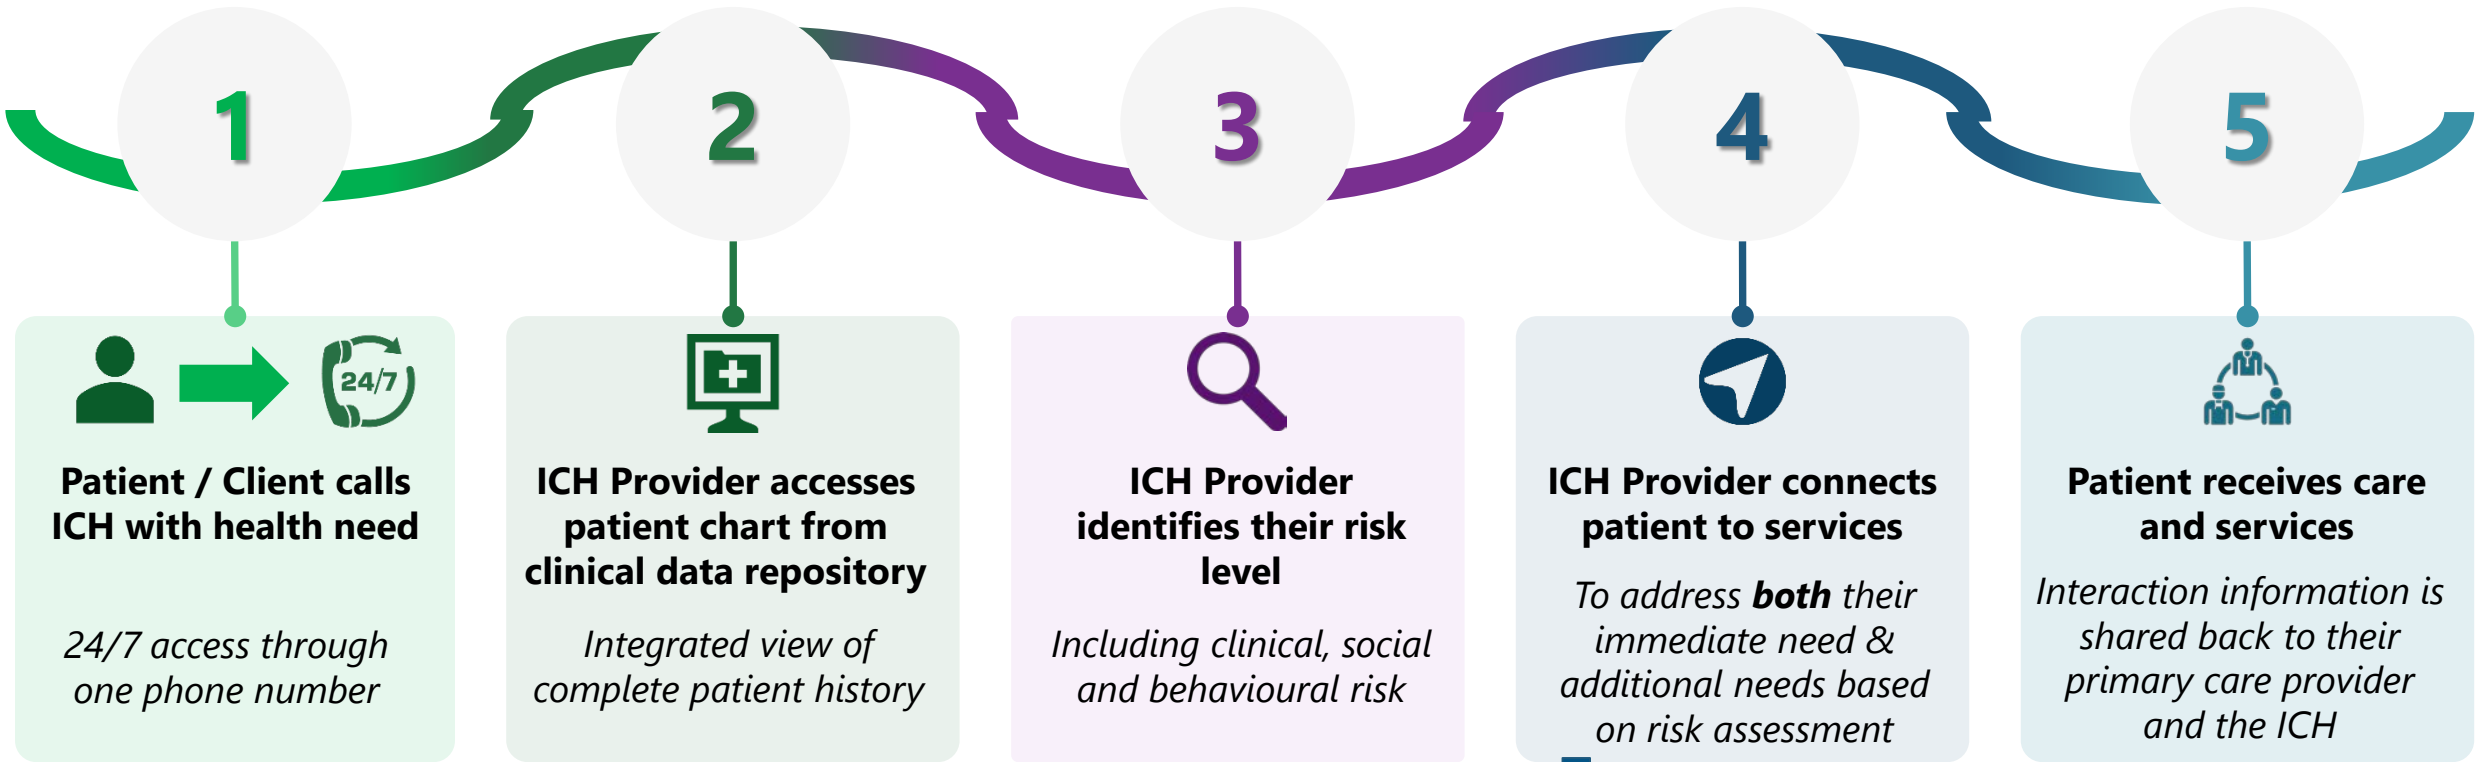 1
2
3
4
5
24/7
Patient / Client calls
ICH with health need
24/7 access through
one phone number
ICH Provider accesses
patient chart from
clinical data repository
Integrated view of
complete patient history
ICH Provider
identifies their risk
level
Including clinical, social
and behavioural risk
ICH Provider connects
patient to services
To address both their
immediate need &
additional needs based
on risk assessment
Patient receives care
and services
Interaction information is
shared back to their
primary care provider
and the ICH